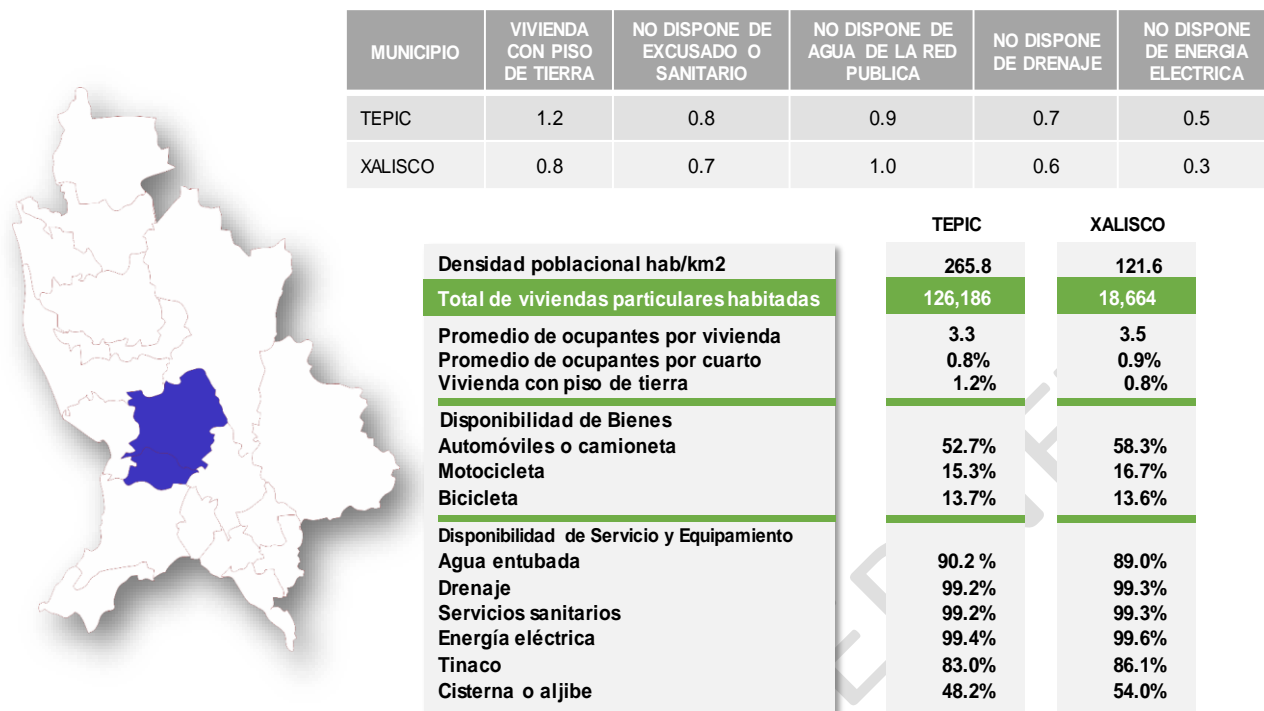 MUNICIPIO
VIVIENDA CON PISO DE TIERRA
NO DISPONE DE EXCUSADO O SANITARIO
NO DISPONE DE AGUA DE LA RED PUBLICA
NO DISPONE DE DRENAJE
NO DISPONE DE ENERGIA ELECTRICA
TEPIC 1.2 0.8 0.9 0.7 0.5
XALISCO 0.8 0.7 1.0 0.6 0.3
TEPIC XALISCO
Densidad poblacional hab/km2 265.8 121.6
Total de viviendas particulares habitadas 126,186 18,664
Promedio de ocupantes por vivienda 3.3 3.5
Promedio de ocupantes por cuarto 0.8% 0.9%
Vivienda con piso de tierra 1.2% 0.8%
Disponibilidad de Bienes
Automóviles o camioneta 52.7% 58.3%
Motocicleta 15.3% 16.7%
Bicicleta 13.7% 13.6%
Disponibilidad de Servicio y Equipamiento
Agua entubada 90.2 % 89.0%
Drenaje 99.2% 99.3%
Servicios sanitarios 99.2% 99.3%
Energía eléctrica 99.4% 99.6%
Tinaco 83.0% 86.1%
Cisterna o aljibe 48.2% 54.0%